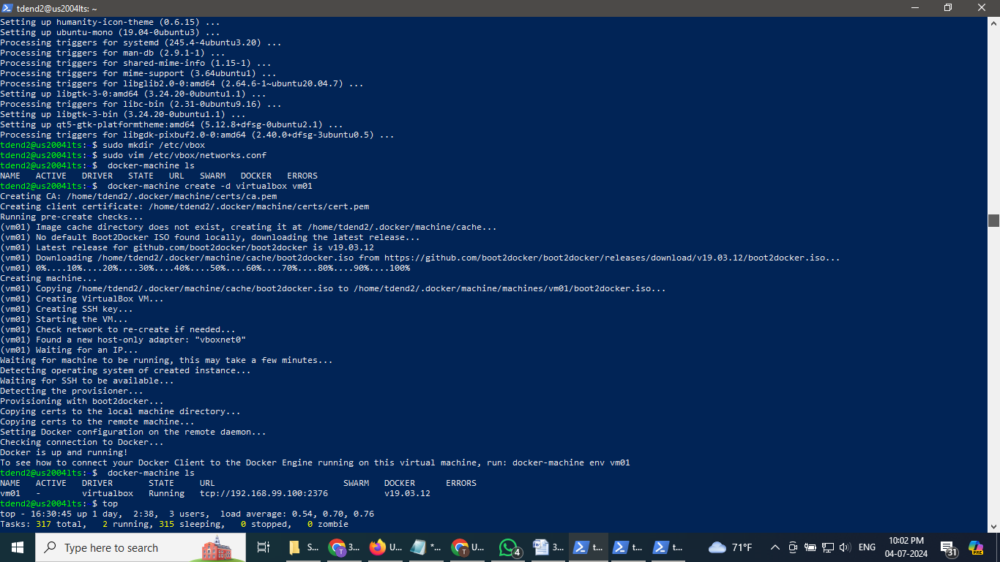 tdend2@us2004lts: ~
Setting up humanity-icon-theme (0.6.15) ...
Setting up ubuntu-mono (19.04-0ubuntu3) ...
Processing triggers for systemd (245.4-4ubuntu3.20) ...
Processing triggers for man-db (2.9.1-1) ...
Processing triggers for shared-mime-info (1.15-1) ...
Processing triggers for mime-support (3.64ubuntu1) ...
Processing triggers for libglib2.0-0:amd64 (2.64.6-1~ubuntu20.04.7) ...
Setting up libgtk-3-0:amd64 (3.24.20-0ubuntu1.1) ...
Processing triggers for libc-bin (2.31-0ubuntu9.16) ...
Setting up libgtk-3-bin (3.24.20-0ubuntu1.1) ...
Setting up qt5-gtk-platformtheme:amd64 (5.12.8+dfsg-0ubuntu2.1) ...
Processing triggers for libgdk-pixbuf2.0-0:amd64 (2.40.0+dfsg-3ubuntu0.5) ...
tdend2@us2004lts: $ sudo mkdir /etc/vbox
tdend2@us2004lts: $ sudo vim /etc/vbox/networks.conf
tdend2@us2004lts: $  docker-machine ls
NAME   ACTIVE   DRIVER   STATE   URL   SWARM   DOCKER   ERRORS
tdend2@us2004lts: $  docker-machine create -d virtualbox vm01
Creating CA: /home/tdend2/.docker/machine/certs/ca.pem
Creating client certificate: /home/tdend2/.docker/machine/certs/cert.pem
Running pre-create checks...
(vm01) Image cache directory does not exist, creating it at /home/tdend2/.docker/machine/cache...
(vm01) No default Boot2Docker ISO found locally, downloading the latest release...
(vm01) Latest release for github.com/boot2docker/boot2docker is v19.03.12
(vm01) Downloading /home/tdend2/.docker/machine/cache/boot2docker.iso from https://github.com/boot2docker/boot2docker/releases/download/v19.03.12/boot2docker.iso...
(vm01) 0%....10%....20%....30%....40%....50%....60%....70%....80%....90%....100%
Creating machine...
(vm01) Copying /home/tdend2/.docker/machine/cache/boot2docker.iso to /home/tdend2/.docker/machine/machines/vm01/boot2docker.iso...
(vm01) Creating VirtualBox VM...
(vm01) Creating SSH key...
(vm01) Starting the VM...
(vm01) Check network to re-create if needed...
(vm01) Found a new host-only adapter: "vboxnet0"
(vm01) Waiting for an IP...
Waiting for machine to be running, this may take a few minutes...
Detecting operating system of created instance...
Waiting for SSH to be available...
Detecting the provisioner...
Provisioning with boot2docker...
Copying certs to the local machine directory...
Copying certs to the remote machine...
Setting Docker configuration on the remote daemon...
Checking connection to Docker...
Docker is up and running!
To see how to connect your Docker Client to the Docker Engine running on this virtual machine, run: docker-machine env vm01
tdend2@us2004lts: $  docker-machine ls
NAME   ACTIVE   DRIVER       STATE     URL                         SWARM   DOCKER      ERRORS
vm01   -        virtualbox   Running   tcp://192.168.99.100:2376           v19.03.12
tdend2@us2004lts: $ top
top - 16:30:45 up 1 day,  2:38,  3 users,  load average: 0.54, 0.70, 0.76
Tasks: 317 total,   2 running, 315 sleeping,   0 stopped,   0 zombie
Type here to search
S...
3...
U...
*...
U...
4
3...
t...
t...
t...
71°F
ENG
10:02 PM
04-07-2024
31
PRE